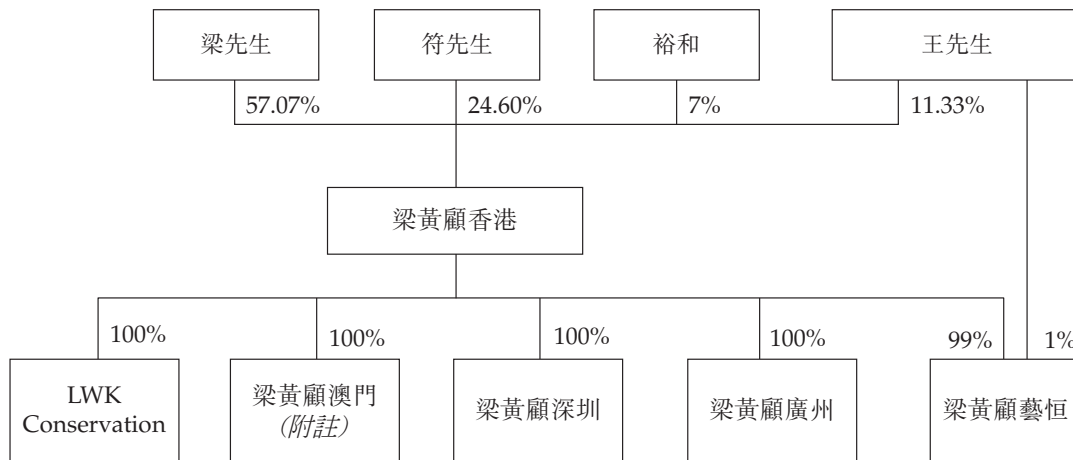 梁先生
符先生
裕和
王先生
57.07%
24.60%
7%
11.33%
梁黃顧香港
100%
100%
100%
100%
99%
1%
LWK
Conservation
梁黃顧澳門
(附註)
梁黃顧深圳
梁黃顧廣州
梁黃顧藝恒